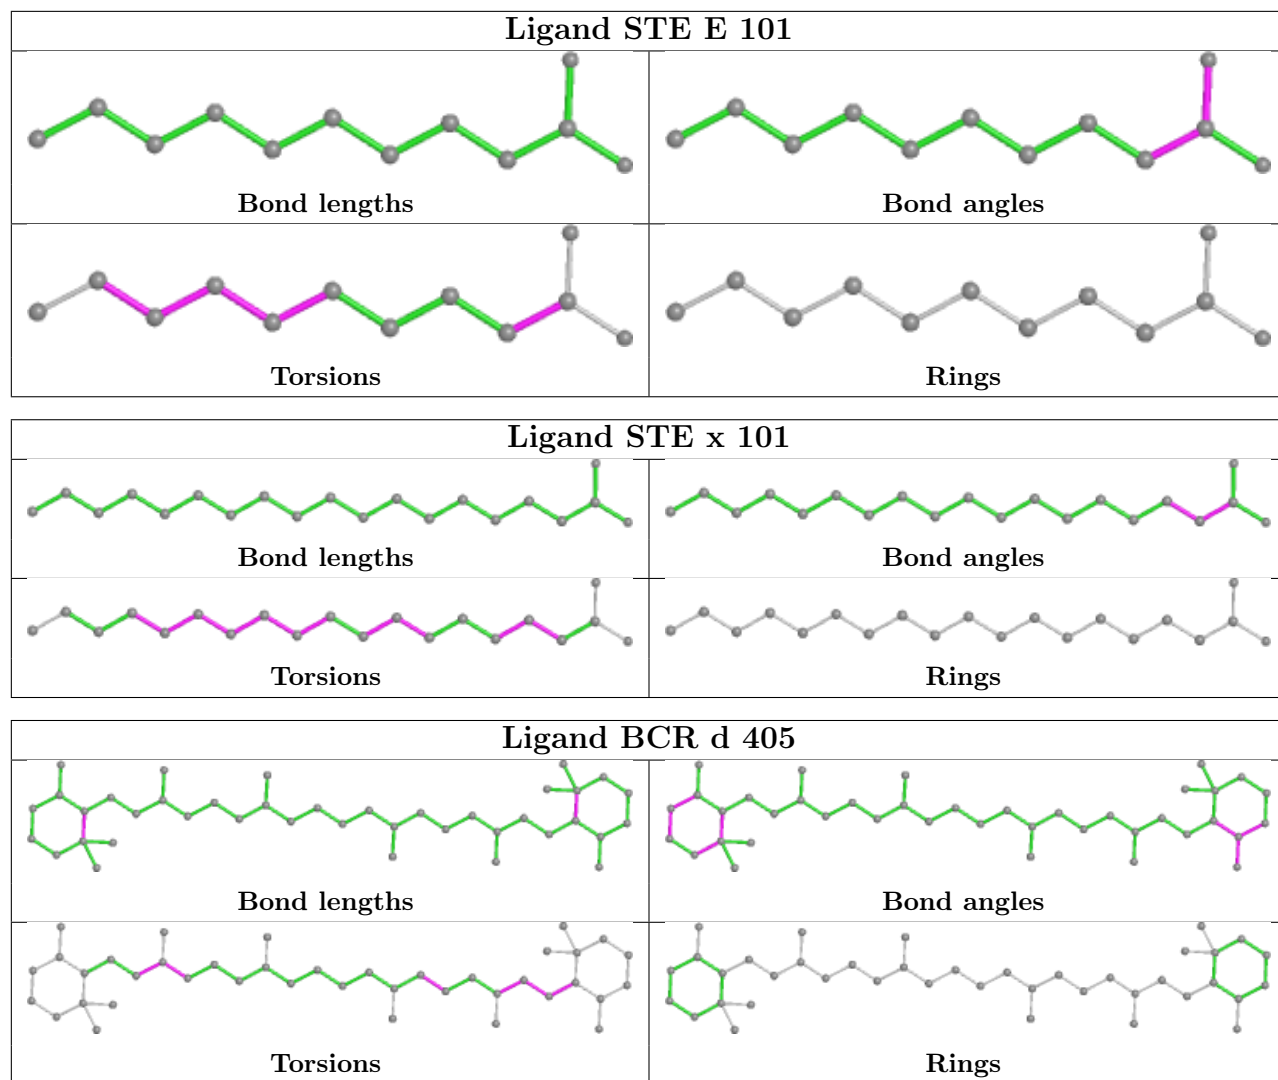 Ligand STE E 101
Bond lengths
Bond angles
Torsions
Rings
Ligand STE x 101
Bond lengths
Bond angles
Torsions
Rings
Ligand BCR d 405
Bond lengths
Bond angles
Torsions
Rings